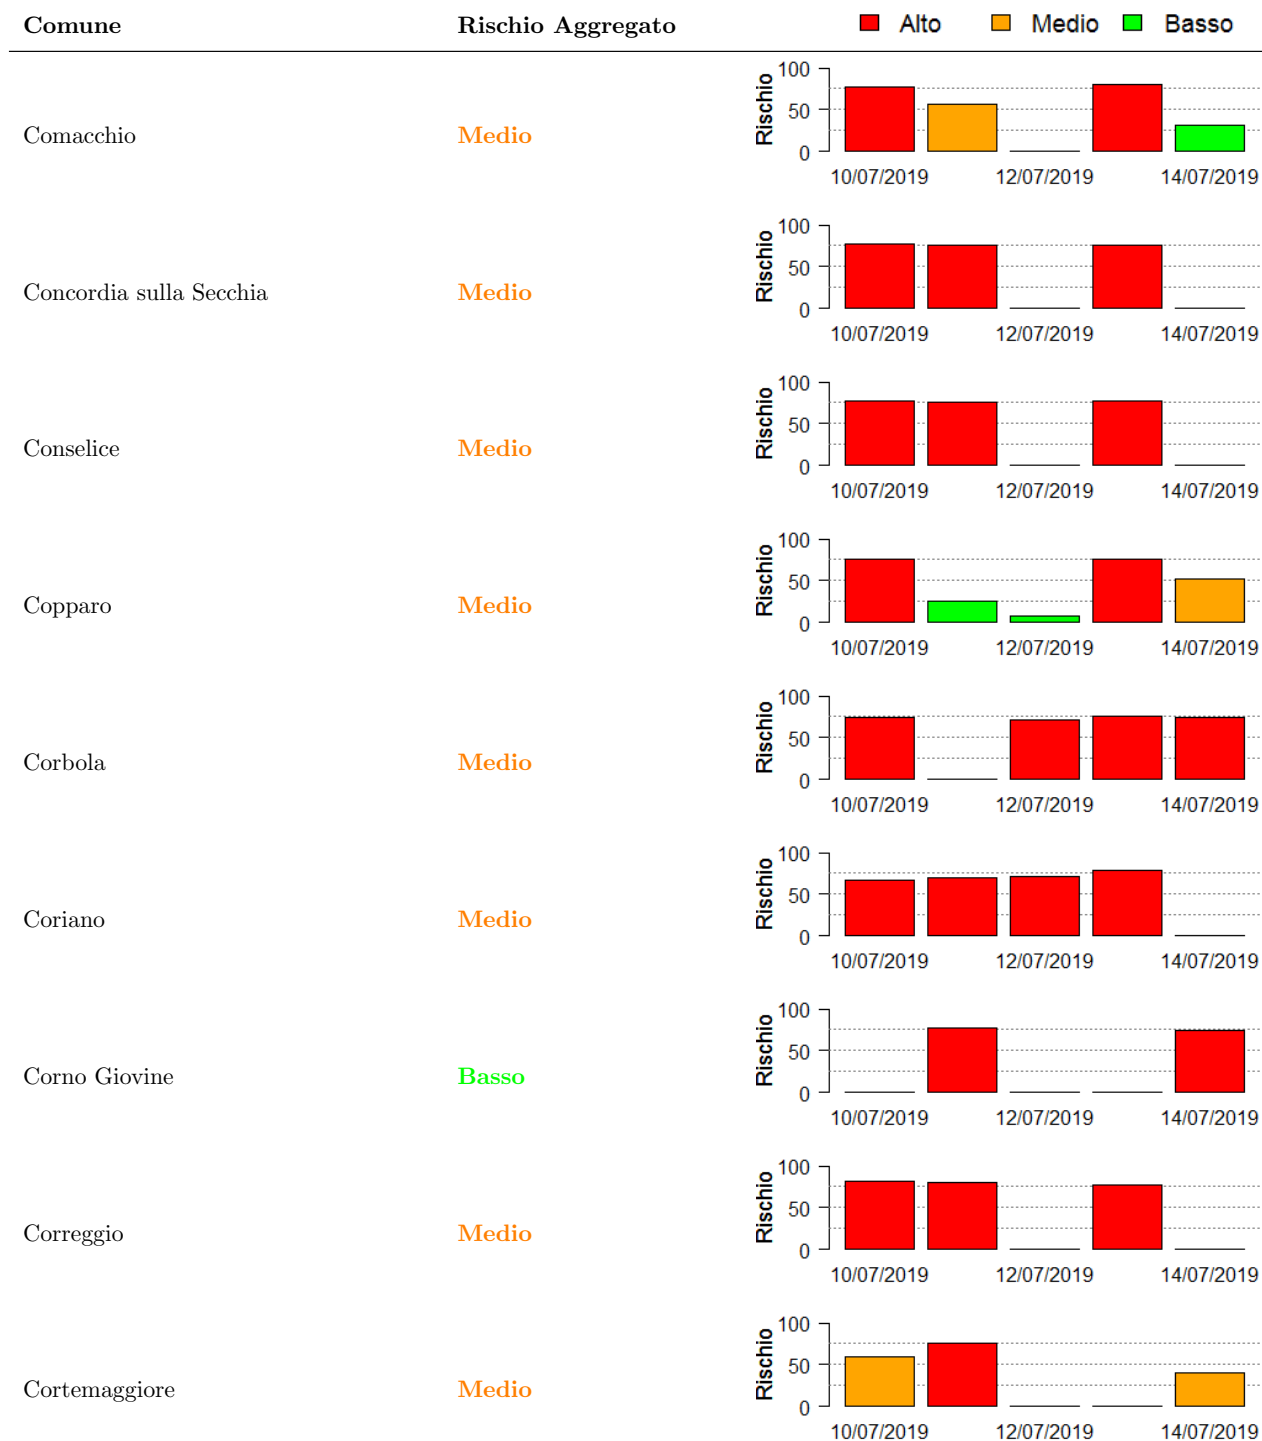 Comune Rischio Aggregato Alto Medio Basso
100
50
0
Rischio
Comacchio Medio
10/07/2019 12/07/2019 14/07/2019
100
50
0
Rischio
Concordia sulla Secchia Medio
10/07/2019 12/07/2019 14/07/2019
100
50
0
Rischio
Conselice Medio
10/07/2019 12/07/2019 14/07/2019
100
50
0
Rischio
Copparo Medio
10/07/2019 12/07/2019 14/07/2019
100
50
0
Rischio
Corbola Medio
10/07/2019 12/07/2019 14/07/2019
100
50
0
Rischio
Coriano Medio
10/07/2019 12/07/2019 14/07/2019
100
50
0
Rischio
Corno Giovine Basso
10/07/2019 12/07/2019 14/07/2019
100
50
0
Rischio
Correggio Medio
10/07/2019 12/07/2019 14/07/2019
100
50
0
Rischio
Cortemaggiore Medio
10/07/2019 12/07/2019 14/07/2019